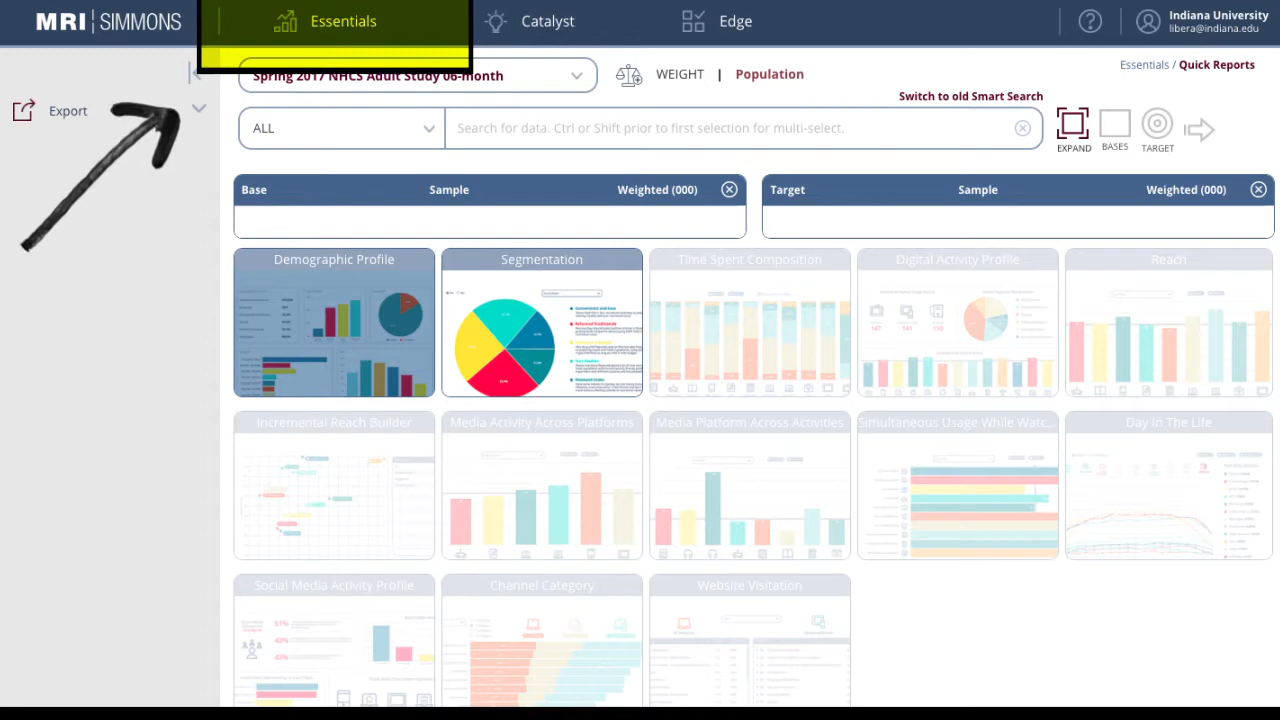 MRI | SIMMONS
Essentials
Catalyst
Edge
Indiana University
libera@indiana.edu
Spring 2017 NHCS Adult Study 06-month
WEIGHT | Population
Essentials / Quick Reports
Switch to old Smart Search
Export
ALL
Search for data. Ctrl or Shift prior to first selection for multi-select.
EXPAND
BASES
TARGET
Base Sample Weighted (000)
Target Sample Weighted (000)
Demographic Profile
Segmentation
Time Spent Composition
Digital Activity Profile
Reach
Incremental Reach Builder
Media Activity Across Platforms
Media Platform Across Activities
Simultaneous Usage While Watc...
Day In The Life
Social Media Activity Profile
Channel Category
Website Visitation